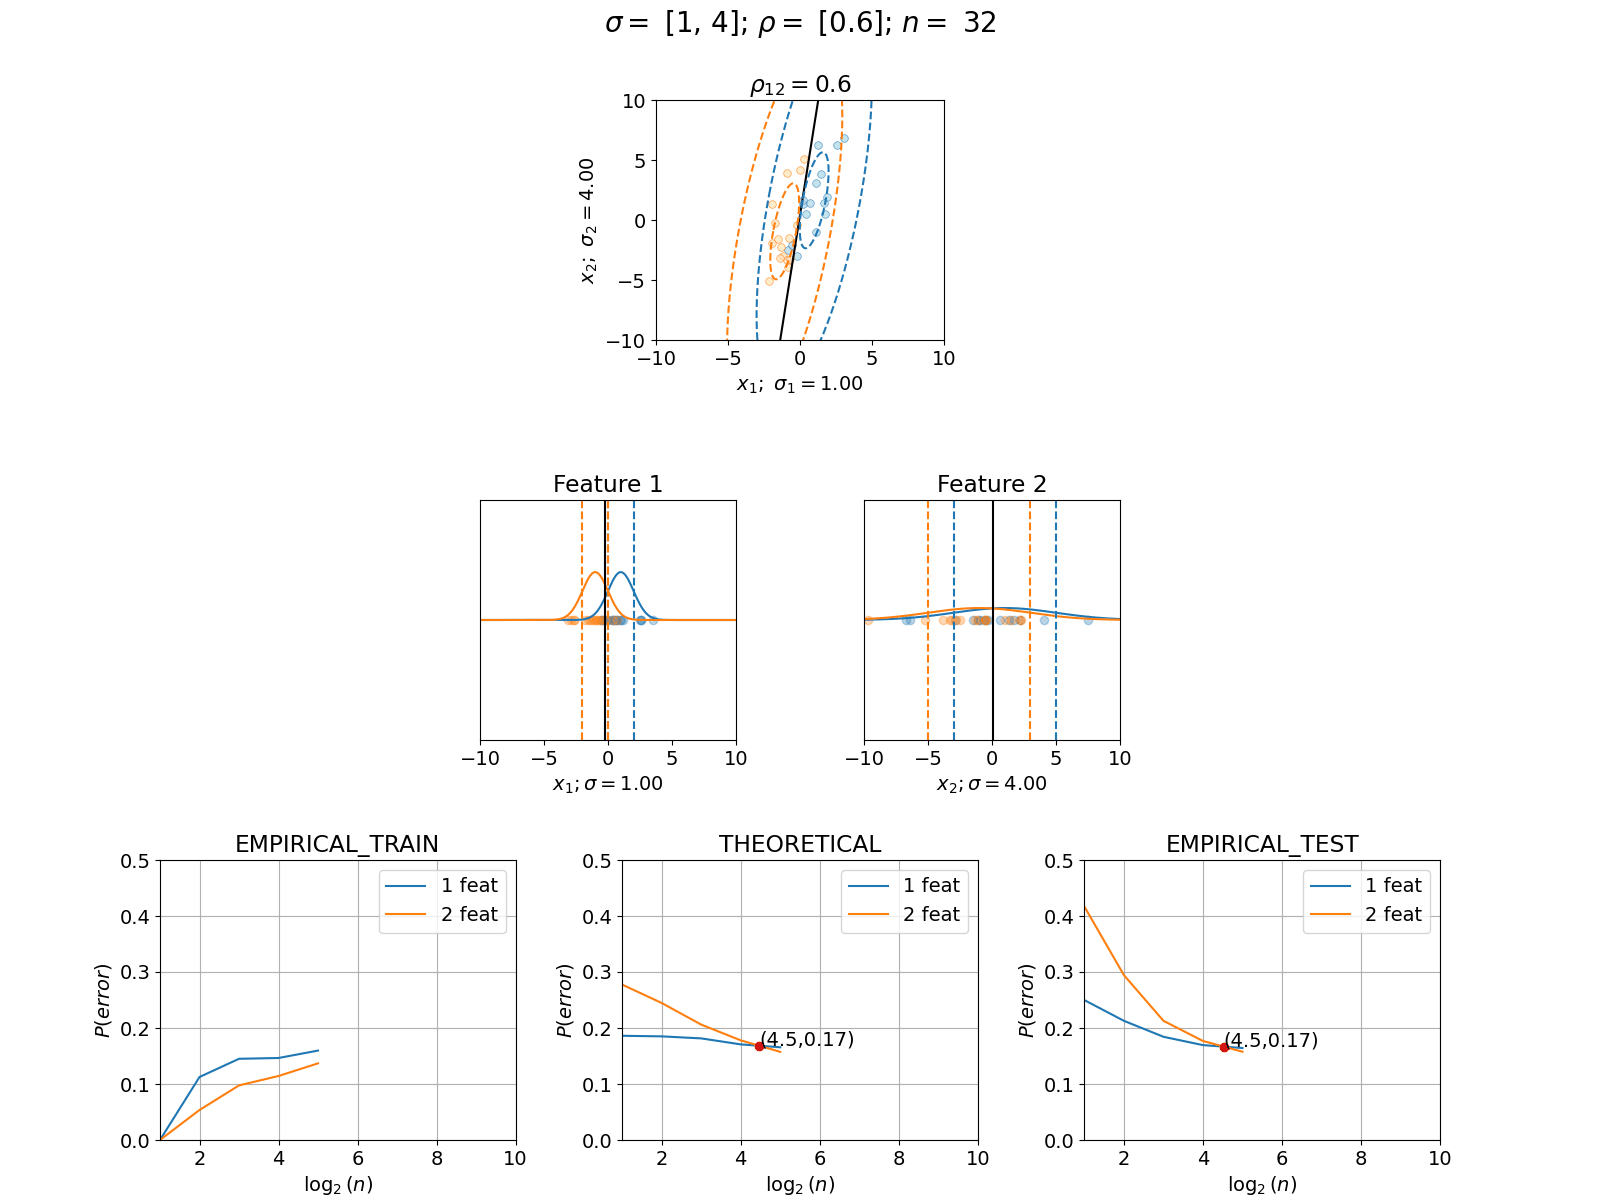 σ = [1, 4]; ρ = [0.6]; n = 32
ρ₁₂ = 0.6
10
5
0
−5
−10
x₂; σ₂ = 4.00
−10 −5 0 5 10
x₁; σ₁ = 1.00
Feature 1
−10 −5 0 5 10
x₁; σ = 1.00
Feature 2
−10 −5 0 5 10
x₂; σ = 4.00
EMPIRICAL_TRAIN
0.5
0.4
0.3
0.2
0.1
0.0
P(error)
1 feat
2 feat
2 4 6 8 10
log₂(n)
THEORETICAL
0.5
0.4
0.3
0.2
0.1
0.0
P(error)
1 feat
2 feat
(4.5,0.17)
2 4 6 8 10
log₂(n)
EMPIRICAL_TEST
0.5
0.4
0.3
0.2
0.1
0.0
P(error)
1 feat
2 feat
(4.5,0.17)
2 4 6 8 10
log₂(n)